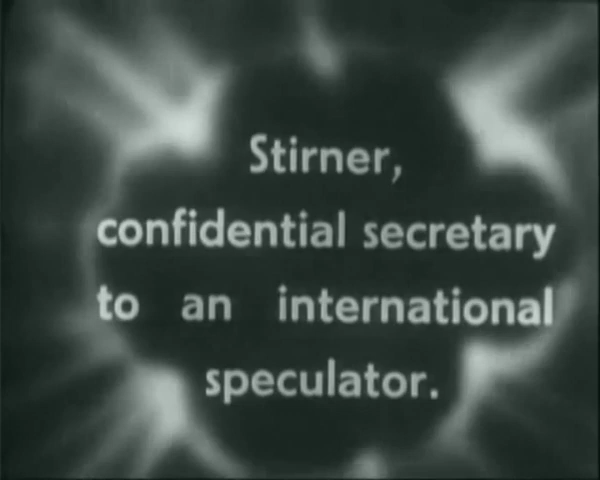 Stirner,
confidential secretary
to an international
speculator.